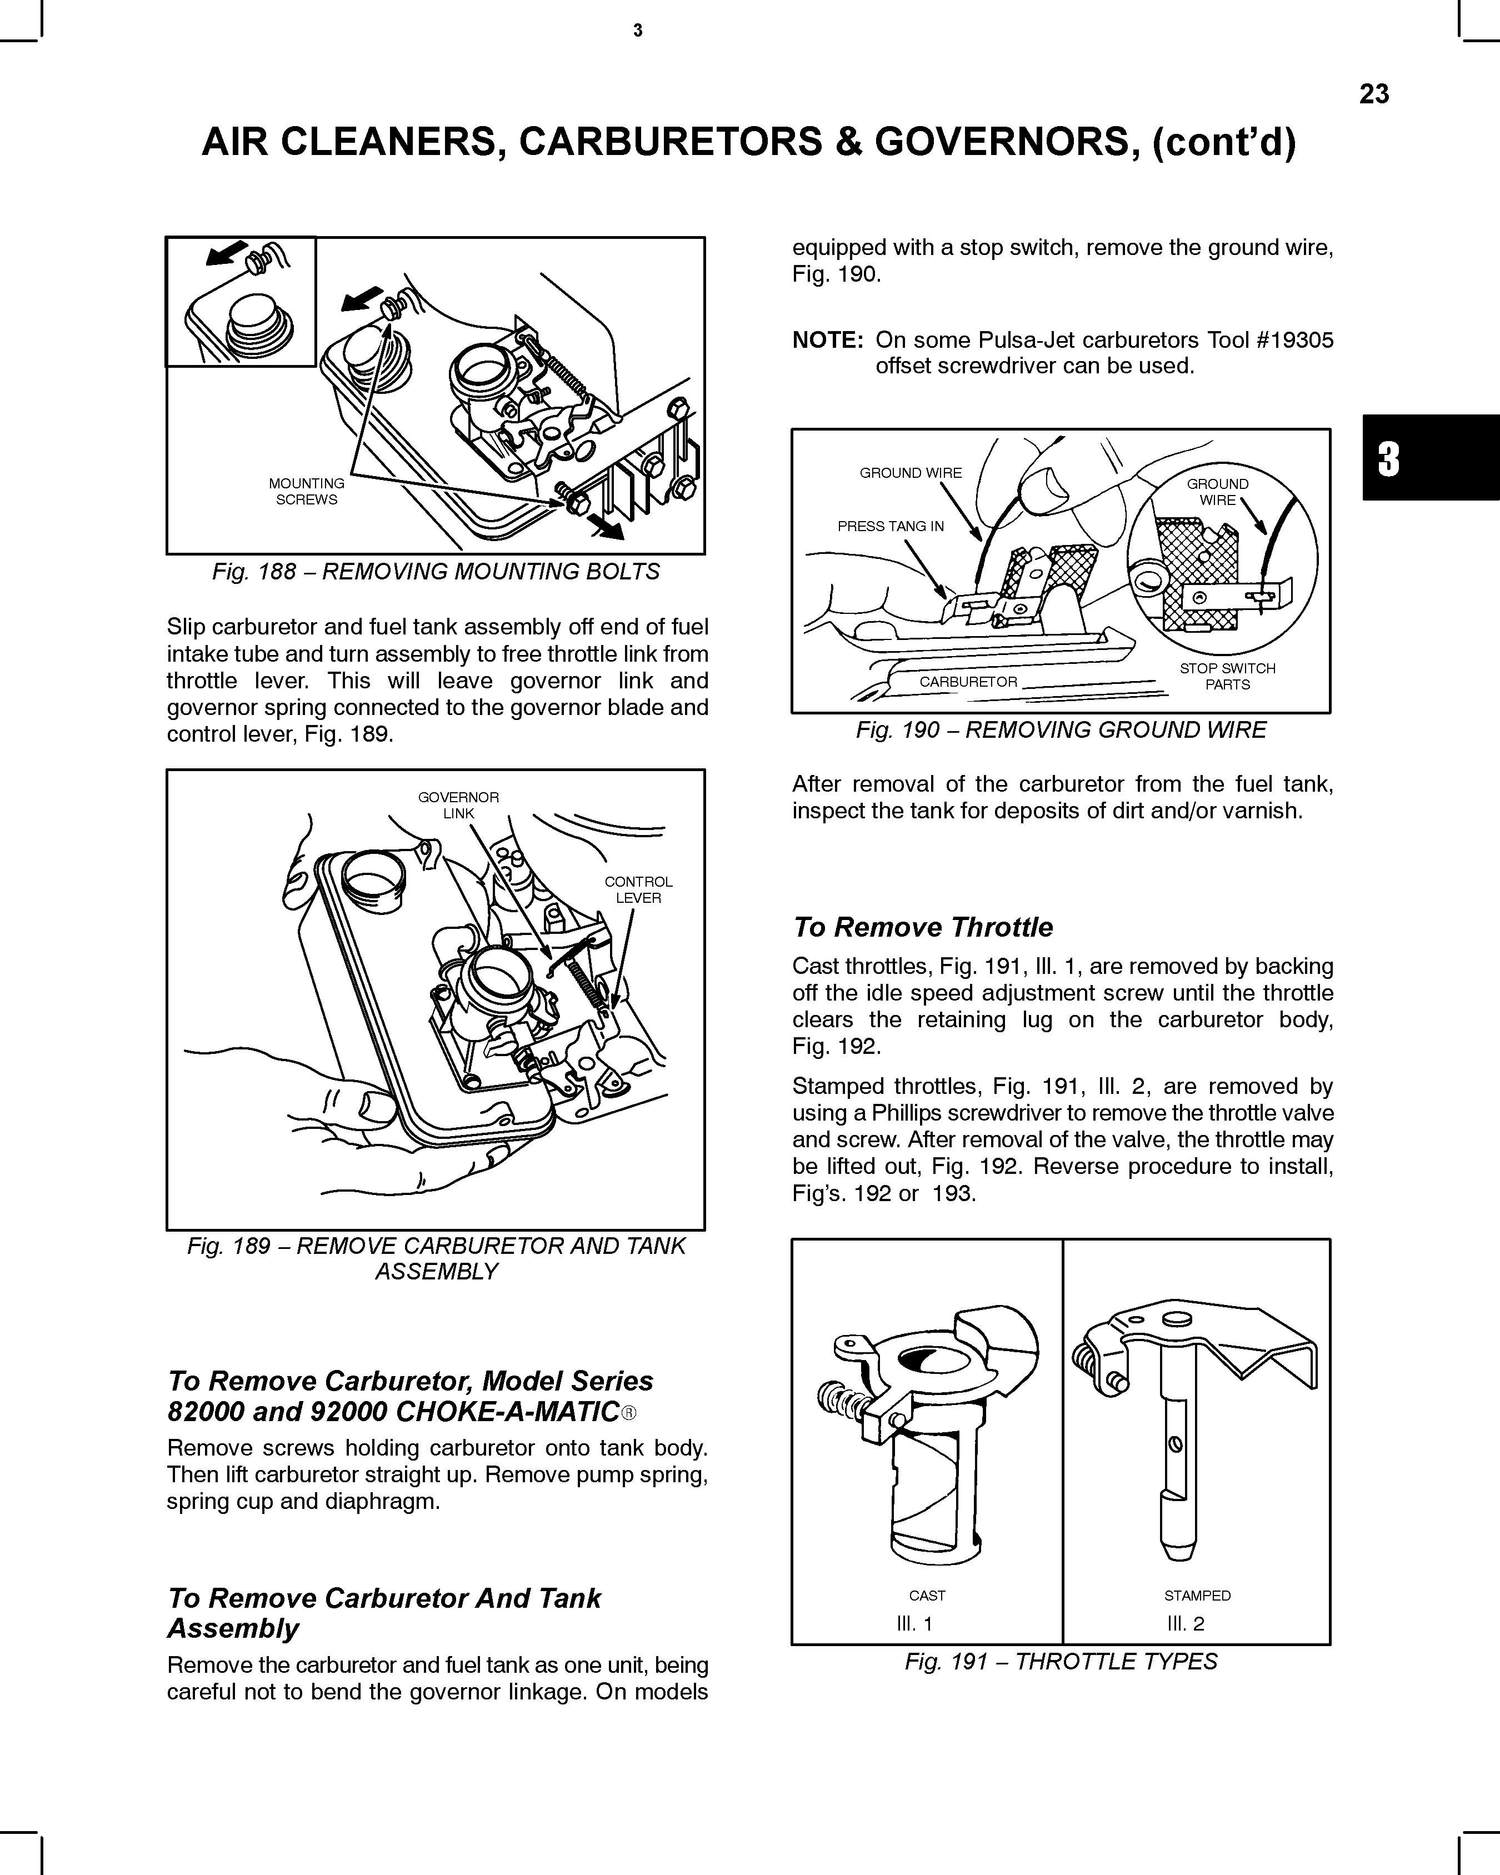 3
23
AIR CLEANERS, CARBURETORS & GOVERNORS, (cont’d)
MOUNTING
SCREWS
Fig. 188 – REMOVING MOUNTING BOLTS
Slip carburetor and fuel tank assembly off end of fuel
intake tube and turn assembly to free throttle link from
throttle lever. This will leave governor link and
governor spring connected to the governor blade and
control lever, Fig. 189.
GOVERNOR
LINK
CONTROL
LEVER
Fig. 189 – REMOVE CARBURETOR AND TANK
ASSEMBLY
To Remove Carburetor, Model Series
82000 and 92000 CHOKE-A-MATIC®
Remove screws holding carburetor onto tank body.
Then lift carburetor straight up. Remove pump spring,
spring cup and diaphragm.
To Remove Carburetor And Tank
Assembly
Remove the carburetor and fuel tank as one unit, being
careful not to bend the governor linkage. On models
equipped with a stop switch, remove the ground wire,
Fig. 190.
NOTE: On some Pulsa-Jet carburetors Tool #19305
offset screwdriver can be used.
3
GROUND WIRE
PRESS TANG IN
GROUND
WIRE
CARBURETOR
STOP SWITCH
PARTS
Fig. 190 – REMOVING GROUND WIRE
After removal of the carburetor from the fuel tank,
inspect the tank for deposits of dirt and/or varnish.
To Remove Throttle
Cast throttles, Fig. 191, Ill. 1, are removed by backing
off the idle speed adjustment screw until the throttle
clears the retaining lug on the carburetor body,
Fig. 192.
Stamped throttles, Fig. 191, Ill. 2, are removed by
using a Phillips screwdriver to remove the throttle valve
and screw. After removal of the valve, the throttle may
be lifted out, Fig. 192. Reverse procedure to install,
Fig’s. 192 or 193.
CAST
Ill. 1
STAMPED
Ill. 2
Fig. 191 – THROTTLE TYPES